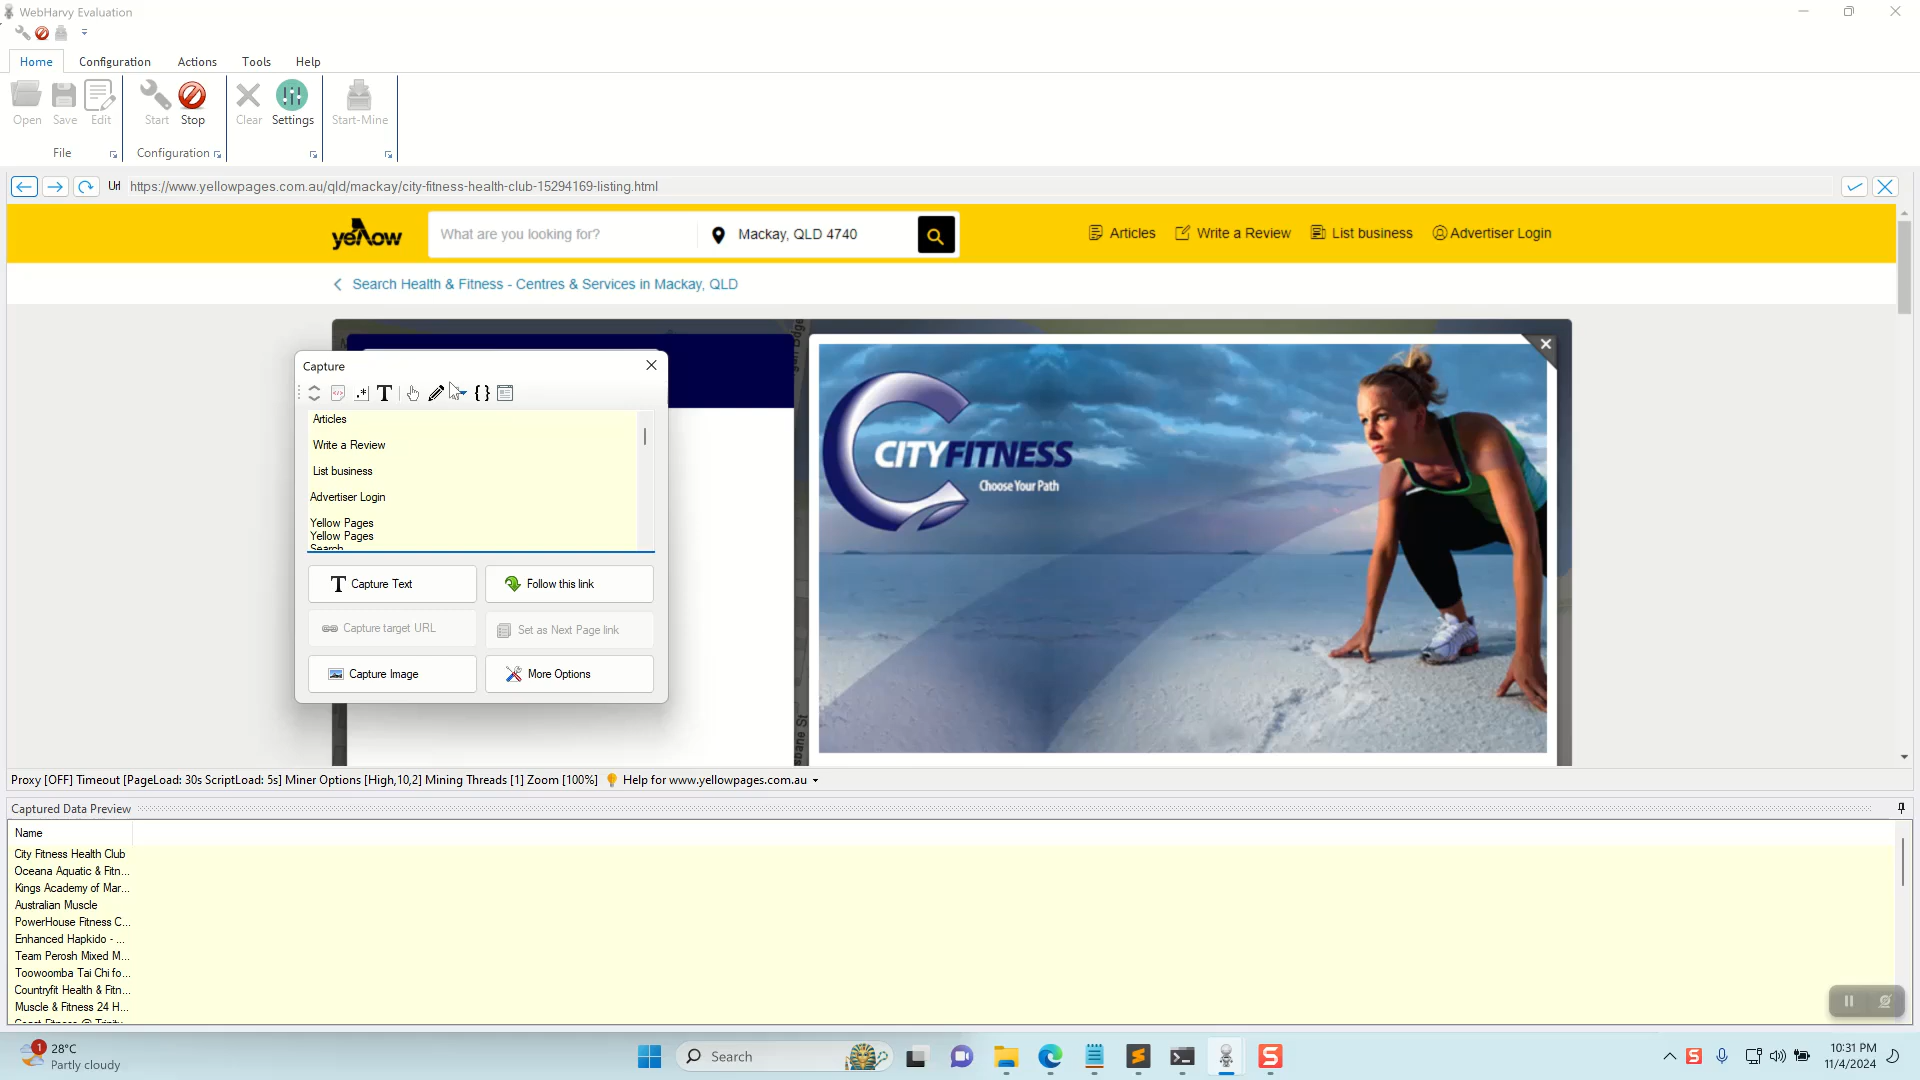 WebHarvy Evaluation
Home Configuration Actions Tools Help
Open Save Edit Start Stop Clear Settings Start-Mine
File Configuration
Url https://www.yellowpages.com.au/qld/mackay/city-fitness-health-club-15294169-listing.html
yellow What are you looking for? Mackay, QLD 4740 Articles Write a Review List business Advertiser Login
Search Health & Fitness - Centres & Services in Mackay, QLD
Capture
Articles
Write a Review
List business
Advertiser Login
Yellow Pages
Yellow Pages
Search
Capture Text Follow this link
Capture target URL Set as Next Page link
Capture Image More Options
CITYFITNESS
Choose Your Path
Proxy [OFF] Timeout [PageLoad: 30s ScriptLoad: 5s] Miner Options [High,10,2] Mining Threads [1] Zoom [100%] Help for www.yellowpages.com.au
Captured Data Preview
Name
City Fitness Health Club
Oceana Aquatic & Fitn...
Kings Academy of Mar...
Australian Muscle
PowerHouse Fitness C...
Enhanced Hapkido - ...
Team Perosh Mixed M...
Toowoomba Tai Chi fo...
Countryfit Health & Fitn...
Muscle & Fitness 24 H...
1 28°C
Partly cloudy
Search
10:31 PM
11/4/2024